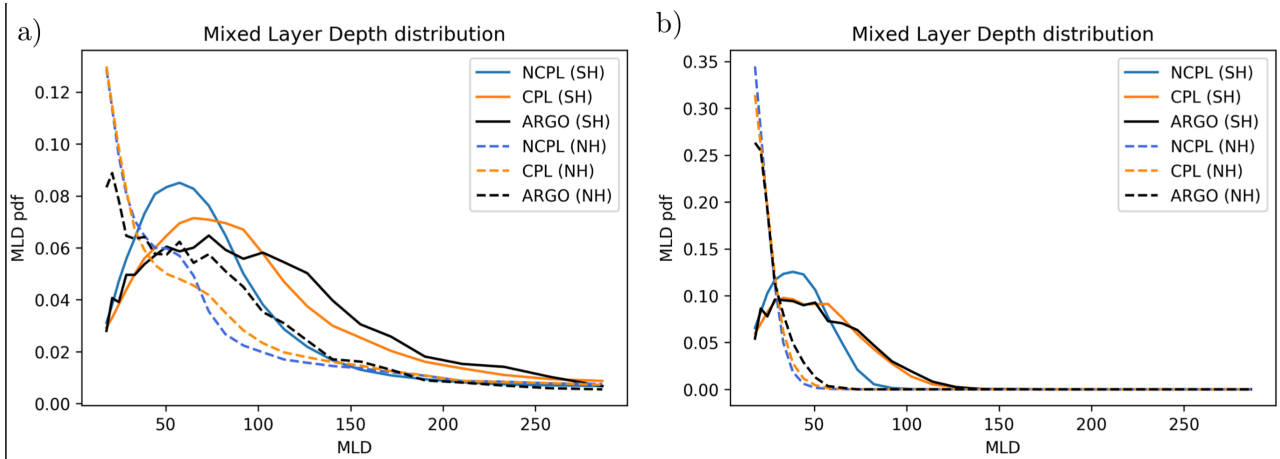 a)
Mixed Layer Depth distribution
MLD pdf
0.12
0.10
0.08
0.06
0.04
0.02
0.00
50
100
150
200
250
MLD
NCPL (SH)
CPL (SH)
ARGO (SH)
NCPL (NH)
CPL (NH)
ARGO (NH)
b)
Mixed Layer Depth distribution
MLD pdf
0.35
0.30
0.25
0.20
0.15
0.10
0.05
0.00
50
100
150
200
250
MLD
NCPL (SH)
CPL (SH)
ARGO (SH)
NCPL (NH)
CPL (NH)
ARGO (NH)